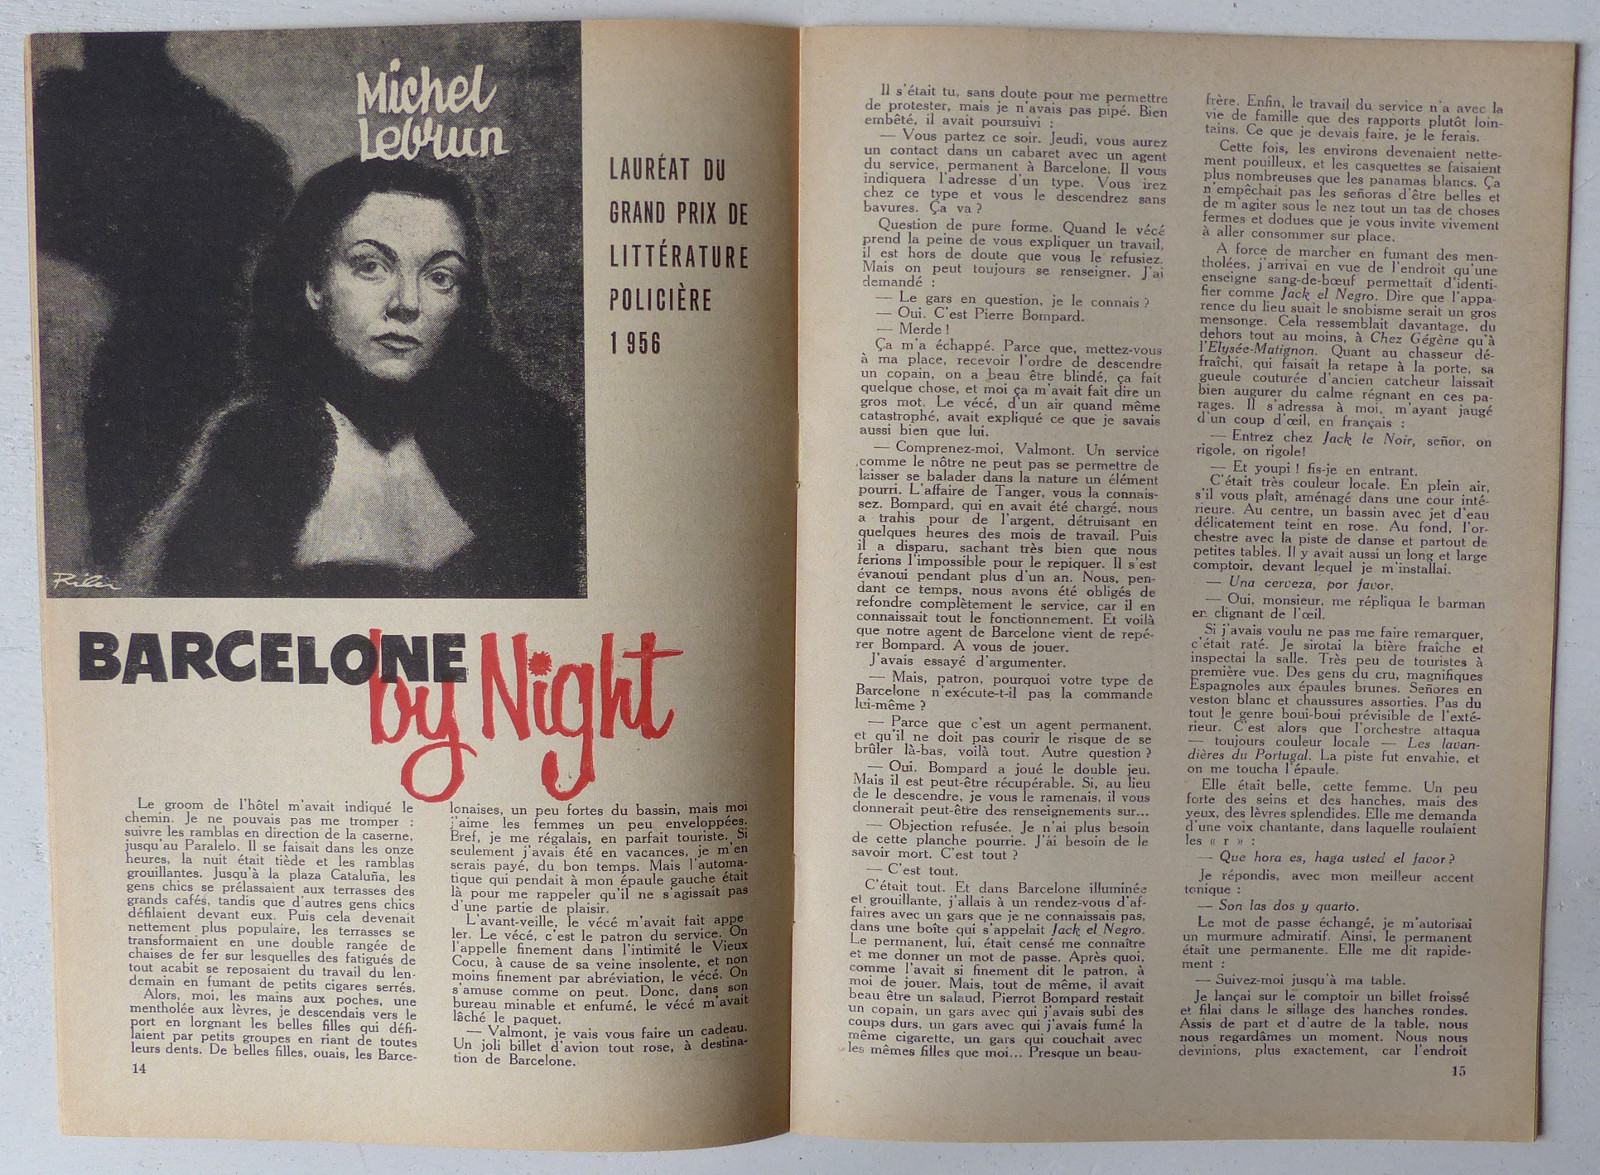 Michel
Lebrun
LAURÉAT DU
GRAND PRIX DE
LITTÉRATURE
POLICIÈRE
1956
BARCELONE
by Night
Le groom de l'hôtel m'avait indiqué le
chemin. Je ne pouvais pas me tromper :
suivre les ramblas en direction de la caserne,
jusqu'au Paralelo. Il se faisait dans les onze
heures, la nuit était tiède et les ramblas
grouillantes. Jusqu'à la plaza Cataluña, les
gens chics se prélassaient aux terrasses des
grands cafés, tandis que d'autres gens chics
défilaient devant eux. Puis cela devenait
nettement plus populaire, les terrasses se
transformaient en une double rangée de
chaises de fer sur lesquelles des fatigués de
tout acabit se reposaient du travail du len-
demain en fumant de petits cigares serrés.
Alors, moi, les mains aux poches, une
mentholée aux lèvres, je descendais vers le
port en lorgnant les belles filles qui défi-
laient par petits groupes en riant de toutes
leurs dents. De belles filles, ouais, les Barce-
14
lonaises, un peu fortes du bassin, mais moi
j'aime les femmes un peu enveloppées.
Bref, je me régalais, en parfait touriste. Si
seulement j'avais été en vacances, je m'en
serais payé, du bon temps. Mais l'automa-
tique qui pendait à mon épaule gauche était
là pour me rappeler qu'il ne s'agissait pas
d'une partie de plaisir.
L'avant-veille, le vécé m'avait fait appe
ler. Le vécé, c'est le patron du service. On
l'appelle finement dans l'intimité le Vieux
Cocu, à cause de sa veine insolente, et non
moins finement par abréviation, le vécé. On
s'amuse comme on peut. Donc, dans son
bureau minable et enfumé, le vécé m'avait
lâché le paquet.
— Valmont, je vais vous faire un cadeau.
Un joli billet d'avion tout rose, à destina-
tion de Barcelone.
Il s'était tu, sans doute pour me permettre
de protester, mais je n'avais pas pipé. Bien
embêté, il avait poursuivi :
— Vous partez ce soir. Jeudi, vous aurez
un contact dans un cabaret avec un agent
du service, permanent à Barcelone. Il vous
indiquera l'adresse d'un type. Vous irez
chez ce type et vous le descendrez sans
bavures. Ça va ?
Question de pure forme. Quand le vécé
prend la peine de vous expliquer un travail,
il est hors de doute que vous le refusiez.
Mais on peut toujours se renseigner. J'ai
demandé :
— Le gars en question, je le connais ?
— Oui. C'est Pierre Bompard.
— Merde !
Ça m'a échappé. Parce que, mettez-vous
à ma place, recevoir l'ordre de descendre
un copain, on a beau être blindé, ça fait
quelque chose, et moi ça m'avait fait dire un
gros mot. Le vécé, d'un air quand même
catastrophé, avait expliqué ce que je savais
aussi bien que lui.
— Comprenez-moi, Valmont. Un service
comme le nôtre ne peut pas se permettre de
laisser se balader dans la nature un élément
pourri. L'affaire de Tanger, vous la connais-
sez. Bompard, qui en avait été chargé, nous
a trahis pour de l'argent, détruisant en
quelques heures des mois de travail. Puis
il a disparu, sachant très bien que nous
ferions l'impossible pour le repiquer. Il s'est
évanoui pendant plus d'un an. Nous, pen-
dant ce temps, nous avons été obligés de
refondre complètement le service, car il en
connaissait tout le fonctionnement. Et voilà
que notre agent de Barcelone vient de repé-
rer Bompard. A vous de jouer.
J'avais essayé d'argumenter.
— Mais, patron, pourquoi votre type de
Barcelone n'exécute-t-il pas la commande
lui-même ?
— Parce que c'est un agent permanent,
et qu'il ne doit pas courir le risque de se
brûler là-bas, voilà tout. Autre question ?
— Oui. Bompard a joué le double jeu.
Mais il est peut-être récupérable. Si, au lieu
de le descendre, je vous le ramenais, il vous
donnerait peut-être des renseignements sur...
— Objection refusée. Je n'ai plus besoin
de cette planche pourrie. J'ai besoin de le
savoir mort. C'est tout ?
— C'est tout.
C'était tout. Et dans Barcelone illuminée
et grouillante, j'allais à un rendez-vous d'af-
faires avec un gars que je ne connaissais pas,
dans une boîte qui s'appelait Jack el Negro.
Le permanent, lui, était censé me connaître
et me donner un mot de passe. Après quoi,
comme l'avait si finement dit le patron, à
moi de jouer. Mais, tout de même, il avait
beau être un salaud, Pierrot Bompard restait
un copain, un gars avec qui j'avais subi des
coups durs, un gars avec qui j'avais fumé la
même cigarette, un gars qui couchait avec
les mêmes filles que moi... Presque un beau-
frère. Enfin, le travail du service n'a avec la
vie de famille que des rapports plutôt loin-
tains. Ce que je devais faire, je le ferais.
Cette fois, les environs devenaient nette-
ment pouilleux, et les casquettes se faisaient
plus nombreuses que les panamas blancs. Ça
n'empêchait pas les señoras d'être belles et
de m'agiter sous le nez tout un tas de choses
fermes et dodues que je vous invite vivement
à aller consommer sur place.
A force de marcher en fumant des men-
tholées, j'arrivai en vue de l'endroit qu'une
enseigne sang-de-bœuf permettait d'identi-
fier comme Jack el Negro. Dire que l'appa-
rence du lieu suait le snobisme serait un gros
mensonge. Cela ressemblait davantage, du
dehors tout au moins, à Chez Gégène qu'à
l'Elysée-Matignon. Quant au chasseur dé-
fraîchi, qui faisait la retape à la porte, sa
gueule couturée d'ancien catcheur laissait
bien augurer du calme régnant en ces pa-
rages. Il s'adressa à moi, m'ayant jaugé
d'un coup d'œil, en français :
— Entrez chez Jack le Noir, señor, on
rigole, on rigole!
— Et youpi ! fis-je en entrant.
C'était très couleur locale. En plein air,
s'il vous plaît, aménagé dans une cour inté-
rieure. Au centre, un bassin avec jet d'eau
délicatement teint en rose. Au fond, l'or-
chestre avec la piste de danse et partout de
petites tables. Il y avait aussi un long et large
comptoir, devant lequel je m'installai.
— Una cerveza, por favor.
— Oui, monsieur, me répliqua le barman
en clignant de l'œil.
Si j'avais voulu ne pas me faire remarquer,
c'était raté. Je sirotai la bière fraîche et
inspectai la salle. Très peu de touristes à
première vue. Des gens du cru, magnifiques
Espagnoles aux épaules brunes. Señores en
veston blanc et chaussures assorties. Pas du
tout le genre boui-boui prévisible de l'exté-
rieur. C'est alors que l'orchestre attaqua
— toujours couleur locale — Les lavan-
dières du Portugal. La piste fut envahie, et
on me toucha l'épaule.
Elle était belle, cette femme. Un peu
forte des seins et des hanches, mais des
yeux, des lèvres splendides. Elle me demanda
d'une voix chantante, dans laquelle roulaient
les « r » :
— Que hora es, haga usted el favor ?
Je répondis, avec mon meilleur accent
tonique :
— Son las dos y quarto.
Le mot de passe échangé, je m'autorisai
un murmure admiratif. Ainsi, le permanent
était une permanente. Elle me dit rapide-
ment :
— Suivez-moi jusqu'à ma table.
Je lançai sur le comptoir un billet froissé
et filai dans le sillage des hanches rondes.
Assis de part et d'autre de la table, nous
nous regardâmes un moment. Nous nous
devinions, plus exactement, car l'endroit
15